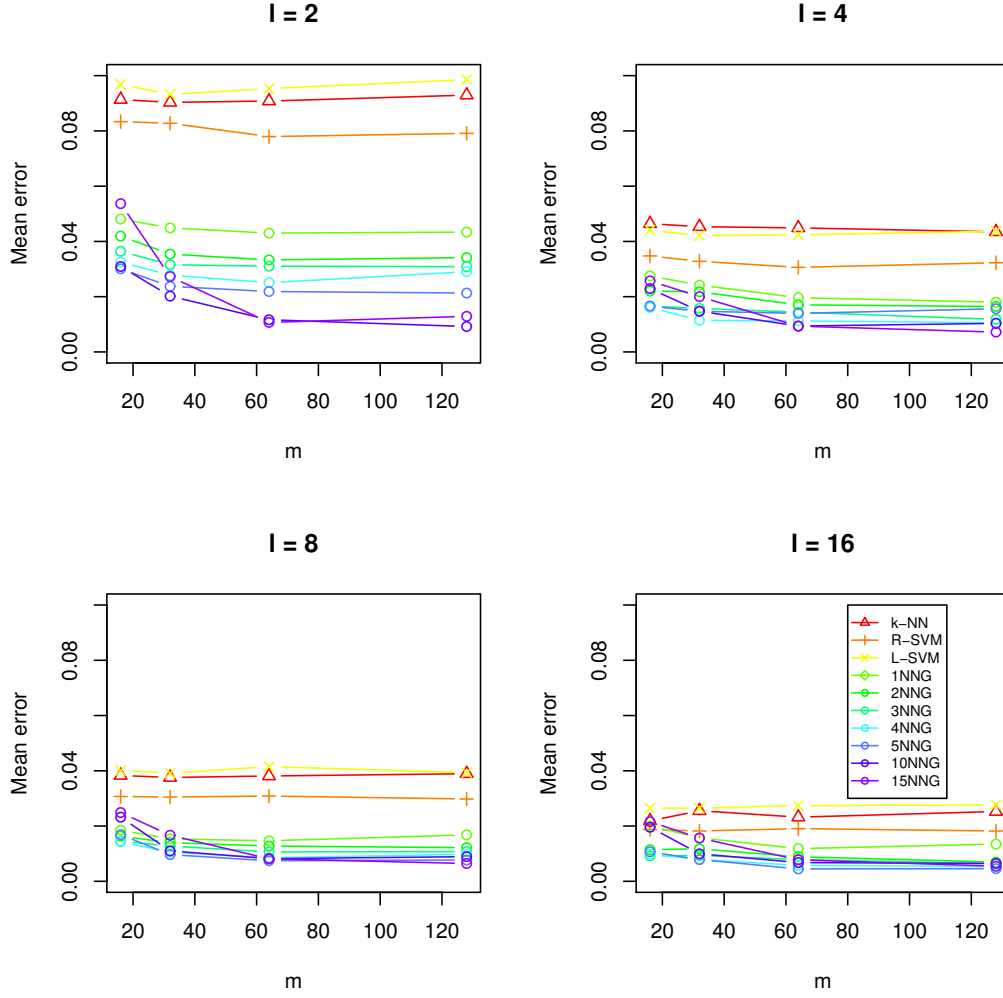 l = 2
Mean error
0.00
0.04
0.08
20 40 60 80 100 120
m
l = 4
Mean error
0.00
0.04
0.08
20 40 60 80 100 120
m
l = 8
Mean error
0.00
0.04
0.08
20 40 60 80 100 120
m
l = 16
Mean error
0.00
0.04
0.08
20 40 60 80 100 120
m
k−NN
R−SVM
L−SVM
1NNG
2NNG
3NNG
4NNG
5NNG
10NNG
15NNG